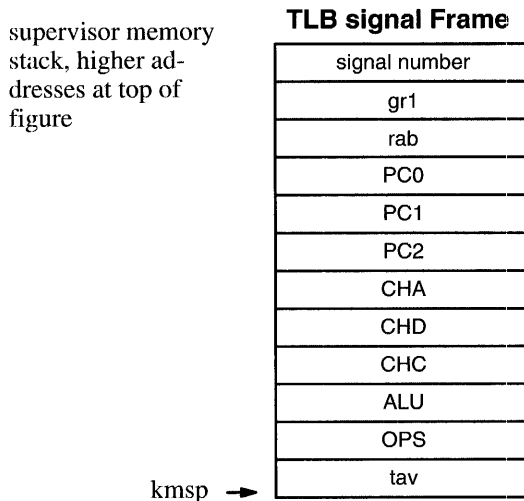 supervisor memory
stack, higher ad-
dresses at top of
figure
TLB signal Frame
signal number
gr1
rab
PC0
PC1
PC2
CHA
CHD
CHC
ALU
OPS
tav
kmsp